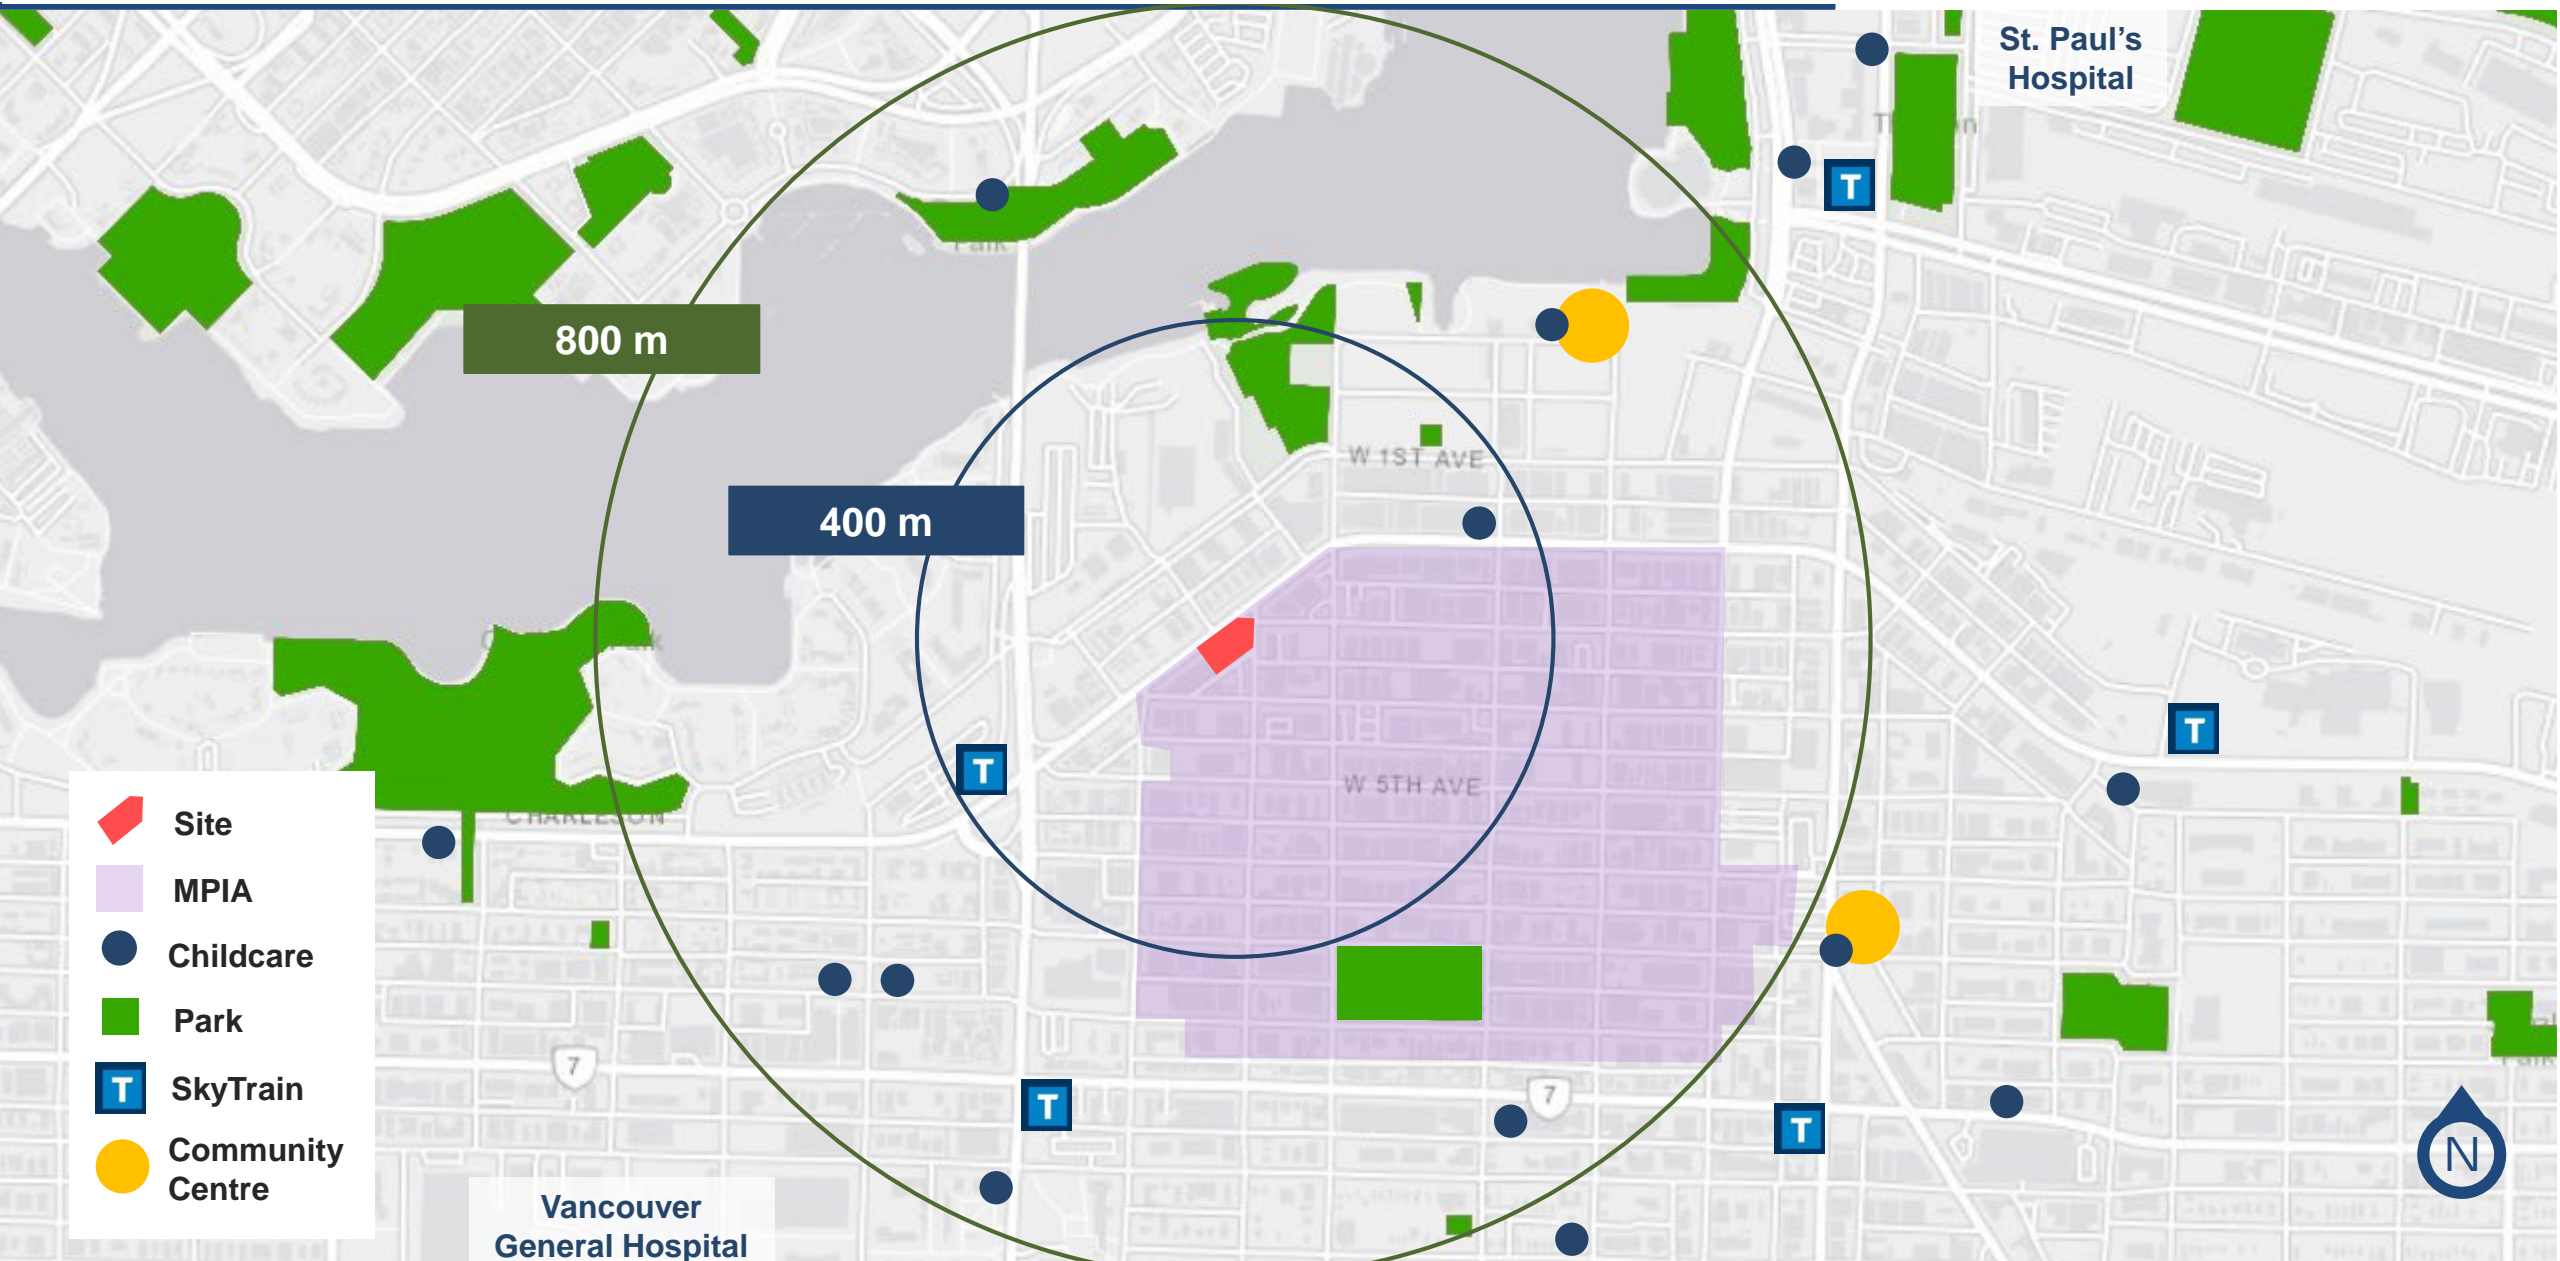 St. Paul's
Hospital
800 m
W 1ST AVE
400 m
W 5TH AVE
CHARLESON
Site
MPIA
Childcare
Park
T SkyTrain
Community
Centre
T
T
T
T
T
7
7
Vancouver
General Hospital
N